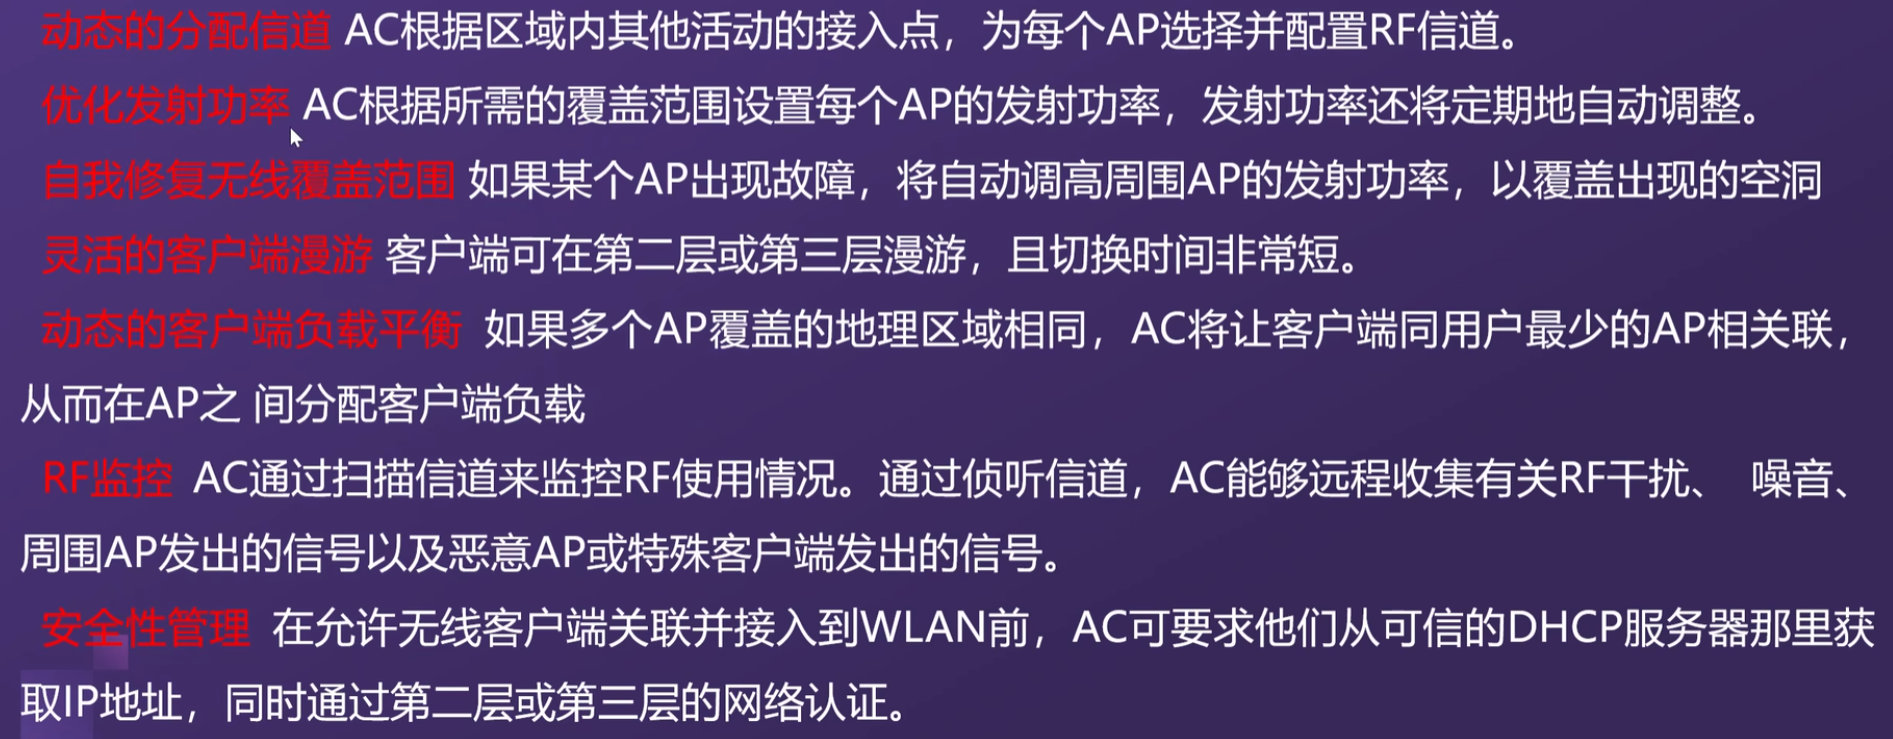 动态的分配信道 AC根据区域内其他活动的接入点，为每个AP选择并配置RF信道。
优化发射功率 AC根据所需的覆盖范围设置每个AP的发射功率，发射功率还将定期地自动调整。
自我修复无线覆盖范围 如果某个AP出现故障，将自动调高周围AP的发射功率，以覆盖出现的空洞
灵活的客户端漫游 客户端可在第二层或第三层漫游，且切换时间非常短。
动态的客户端负载平衡 如果多个AP覆盖的地理区域相同，AC将让客户端同用户最少的AP相关联，
从而在AP之 间分配客户端负载
RF监控 AC通过扫描信道来监控RF使用情况。通过侦听信道，AC能够远程收集有关RF干扰、 噪音、
周围AP发出的信号以及恶意AP或特殊客户端发出的信号。
安全性管理 在允许无线客户端关联并接入到WLAN前，AC可要求他们从可信的DHCP服务器那里获
取IP地址，同时通过第二层或第三层的网络认证。